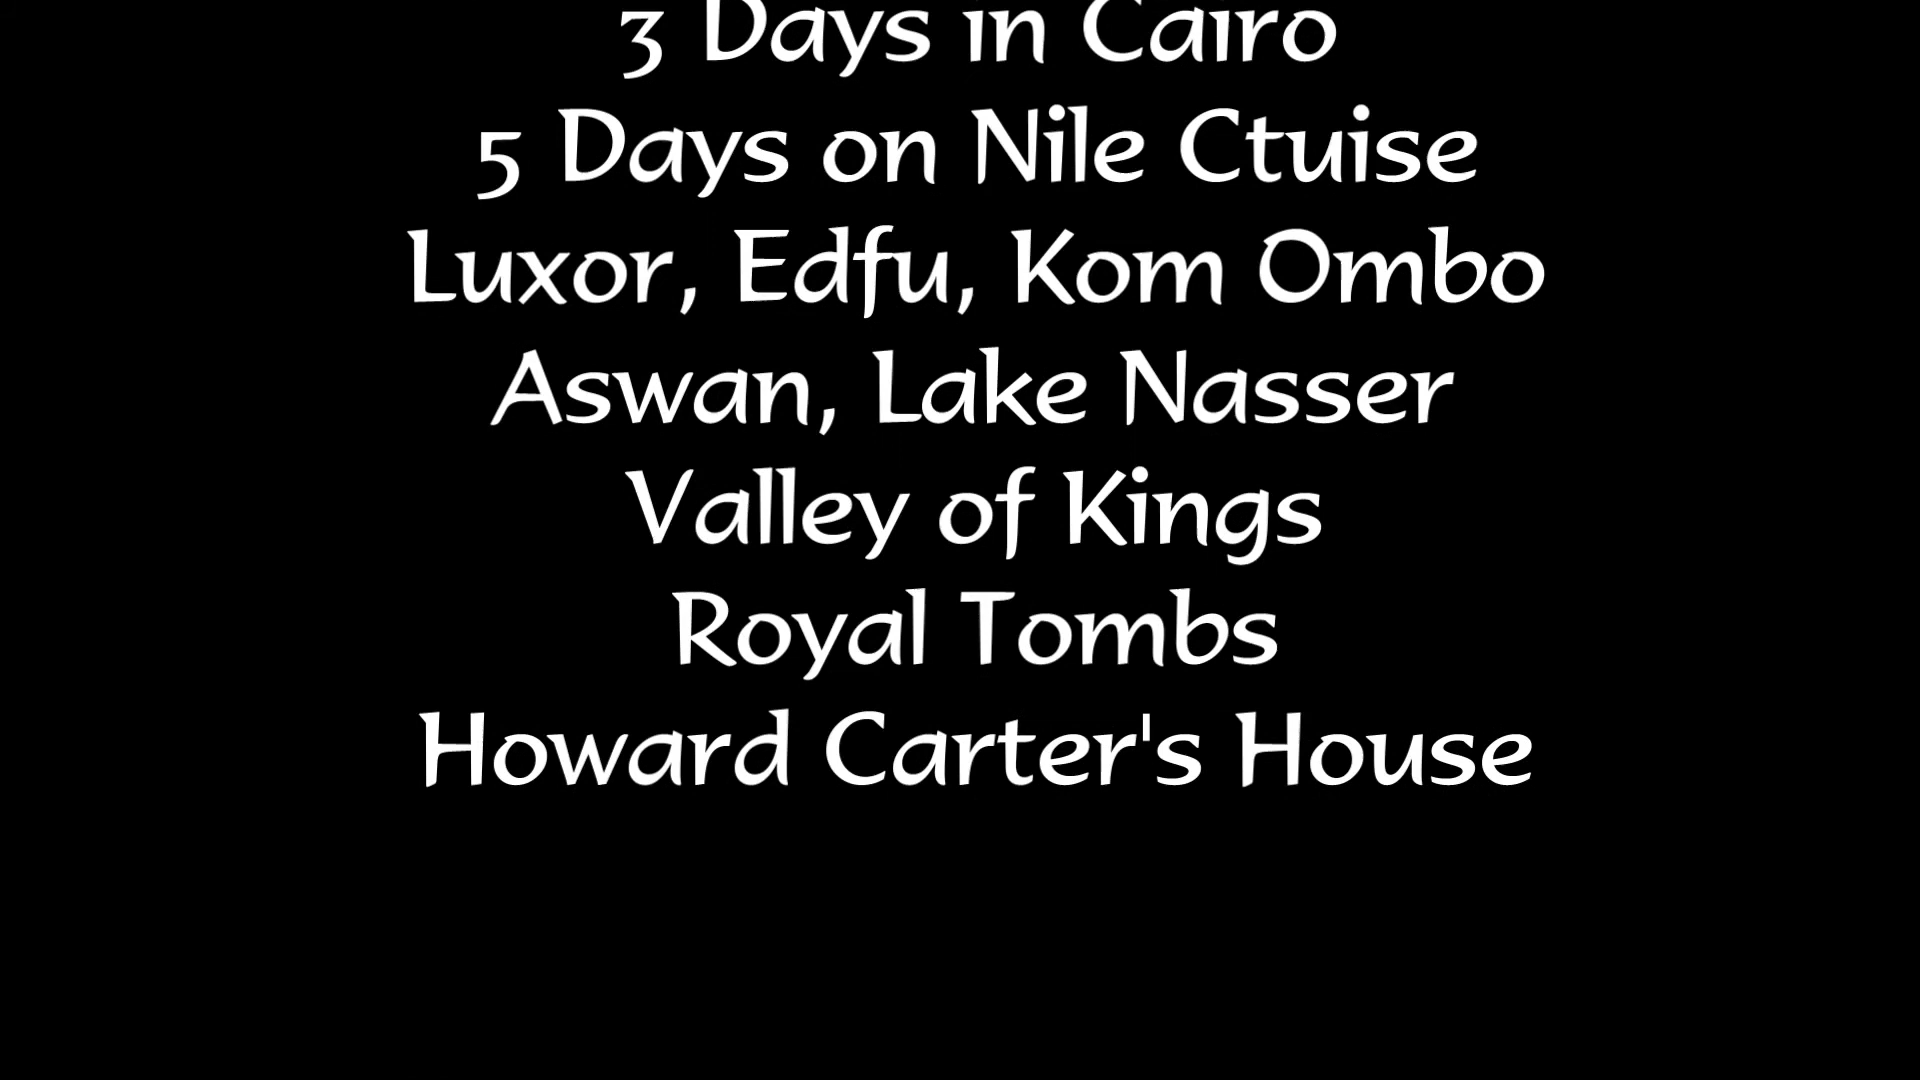 3 Days in Cairo
5 Days on Nile Ctuise
Luxor, Edfu, Kom Ombo
Aswan, Lake Nasser
Valley of Kings
Royal Tombs
Howard Carter's House